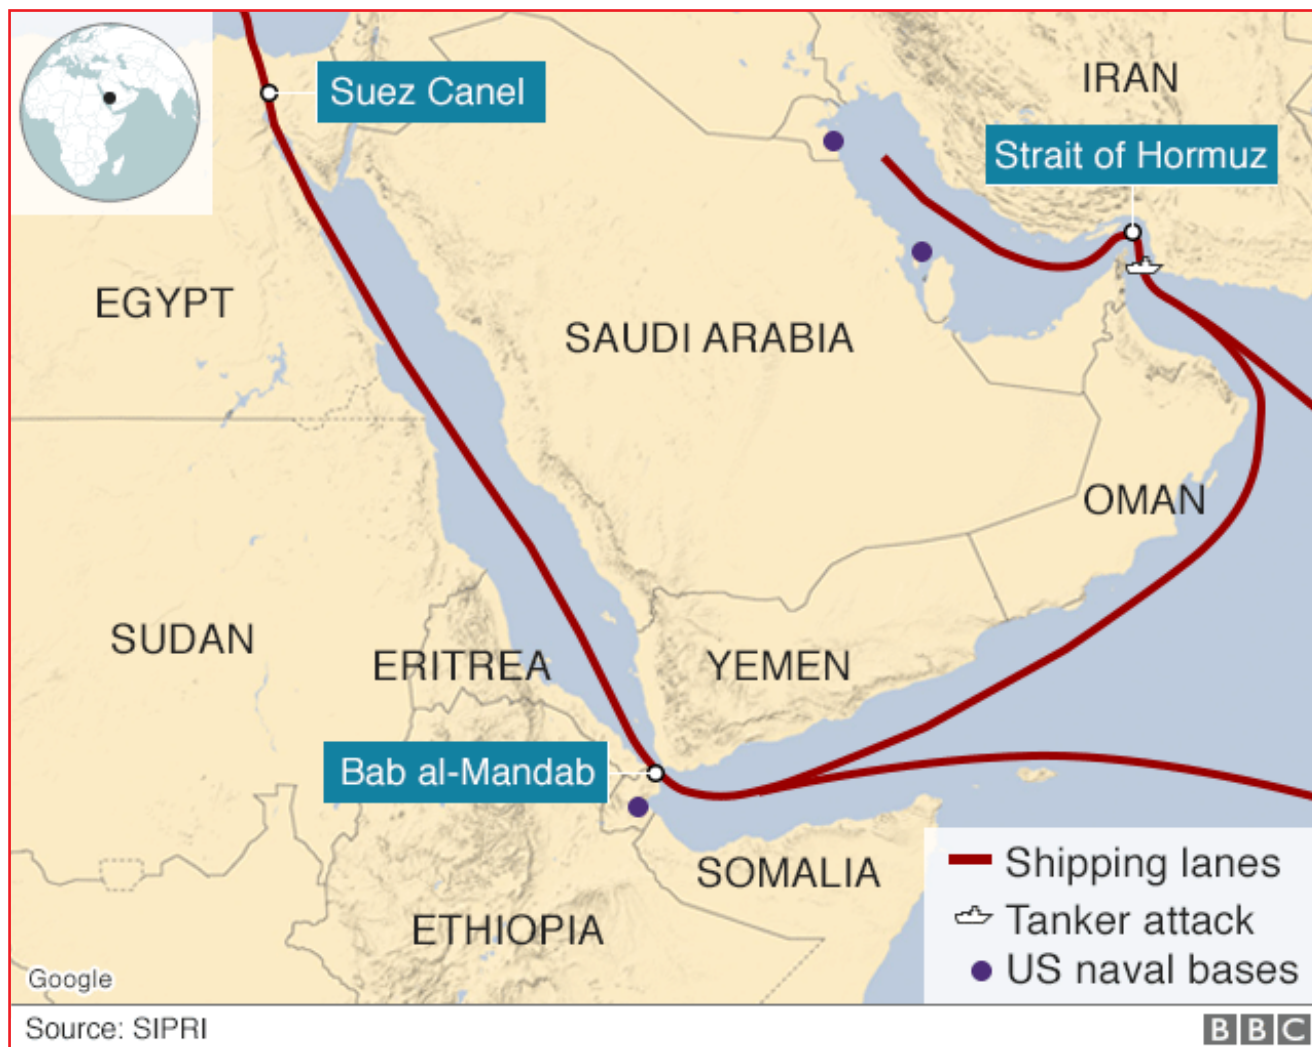 Suez Canel
IRAN
Strait of Hormuz
EGYPT
SAUDI ARABIA
OMAN
SUDAN
ERITREA
YEMEN
Bab al-Mandab
SOMALIA
ETHIOPIA
Shipping lanes
Tanker attack
US naval bases
Google
Source: SIPRI
BBC